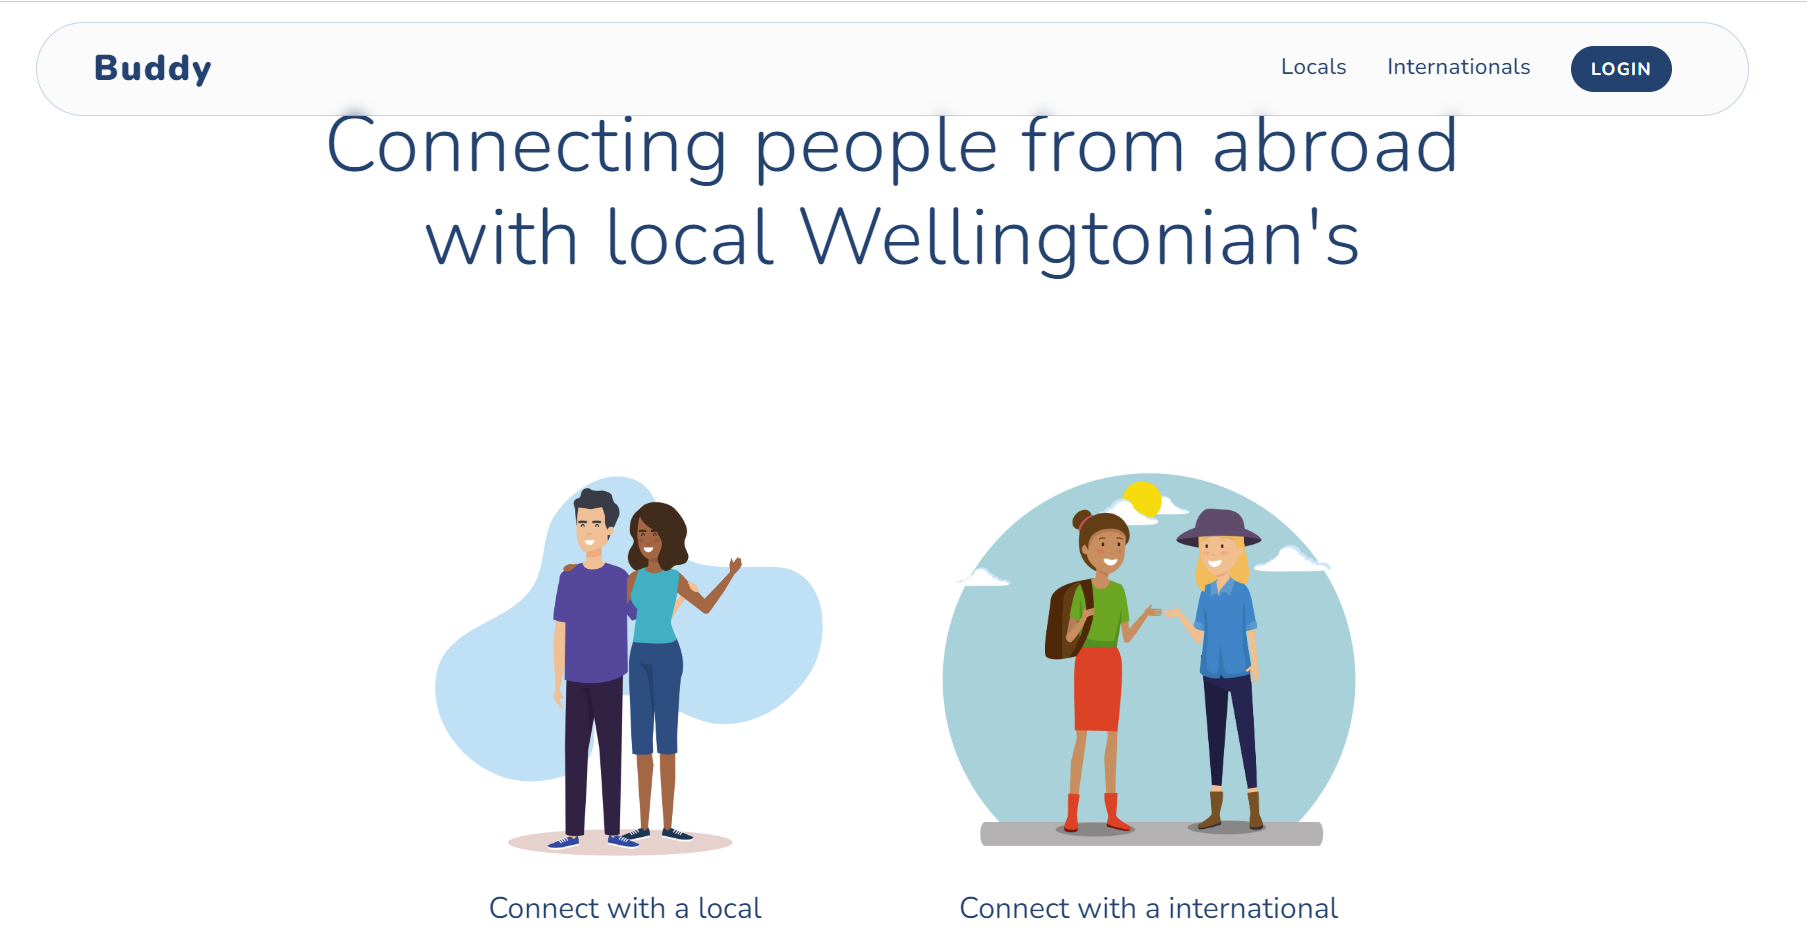 Buddy
Locals
Internationals
LOGIN
Connecting people from abroad
with local Wellingtonian's
Connect with a local
Connect with a international